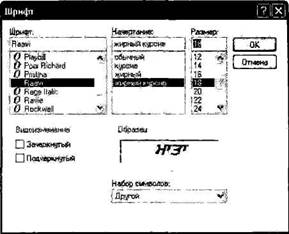 Шрифт
Шрифт:
Начертание:
Размер:
Raavi
жирный курсив
18
OK
Отмена
Playbill
Poor Richard
Pristina
Raavi
Rage Italic
Ravie
Rockwell
обычный
курсив
жирный
жирный курсив
12
14
16
18
20
22
24
Видоизменение
Зачеркнутый
Подчеркнутый
Образец
Набор символов:
Другой